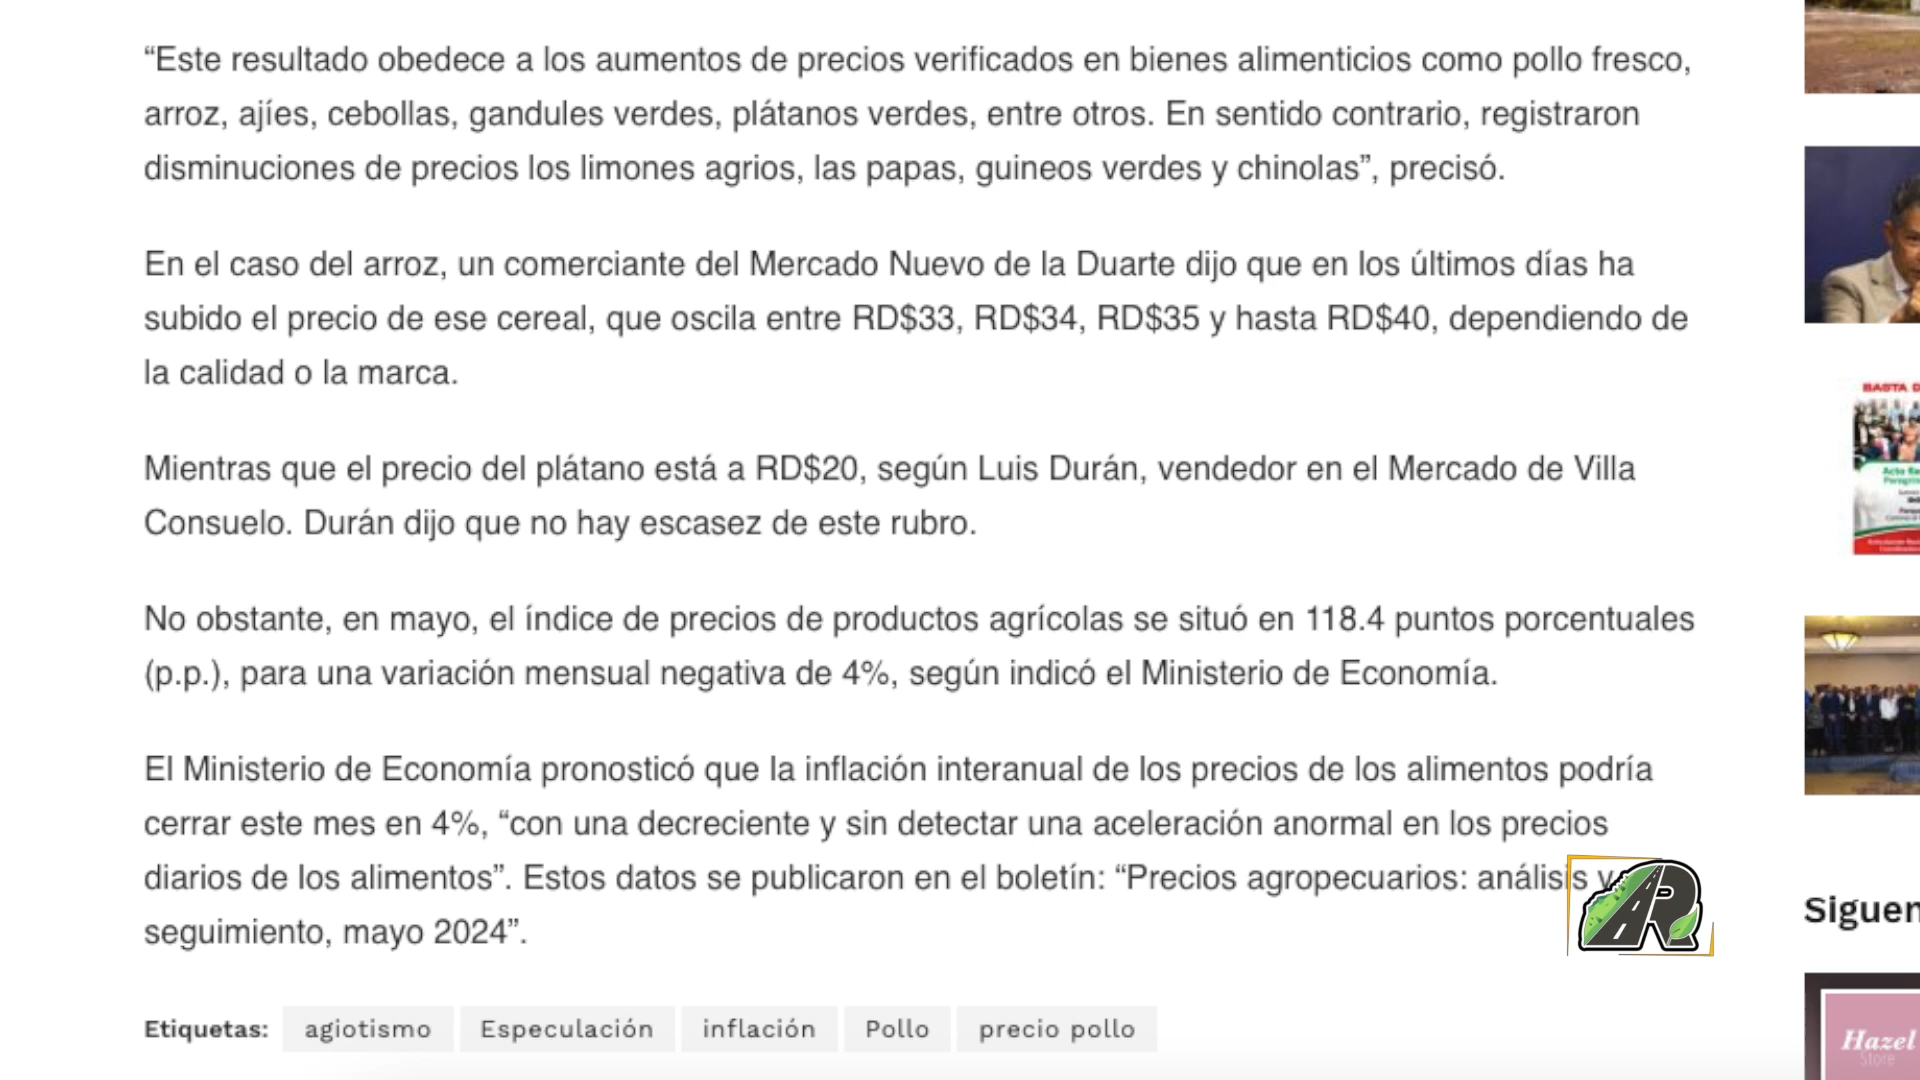 “Este resultado obedece a los aumentos de precios verificados en bienes alimenticios como pollo fresco,
arroz, ajíes, cebollas, gandules verdes, plátanos verdes, entre otros. En sentido contrario, registraron
disminuciones de precios los limones agrios, las papas, guineos verdes y chinolas”, precisó.
En el caso del arroz, un comerciante del Mercado Nuevo de la Duarte dijo que en los últimos días ha
subido el precio de ese cereal, que oscila entre RD$33, RD$34, RD$35 y hasta RD$40, dependiendo de
la calidad o la marca.
Mientras que el precio del plátano está a RD$20, según Luis Durán, vendedor en el Mercado de Villa
Consuelo. Durán dijo que no hay escasez de este rubro.
No obstante, en mayo, el índice de precios de productos agrícolas se situó en 118.4 puntos porcentuales
(p.p.), para una variación mensual negativa de 4%, según indicó el Ministerio de Economía.
El Ministerio de Economía pronosticó que la inflación interanual de los precios de los alimentos podría
cerrar este mes en 4%, “con una decreciente y sin detectar una aceleración anormal en los precios
diarios de los alimentos”. Estos datos se publicaron en el boletín: “Precios agropecuarios: análisis y
seguimiento, mayo 2024”.
Etiquetas: agiotismo Especulación inflación Pollo precio pollo
BASTA D
Siguen
Hazel
Store